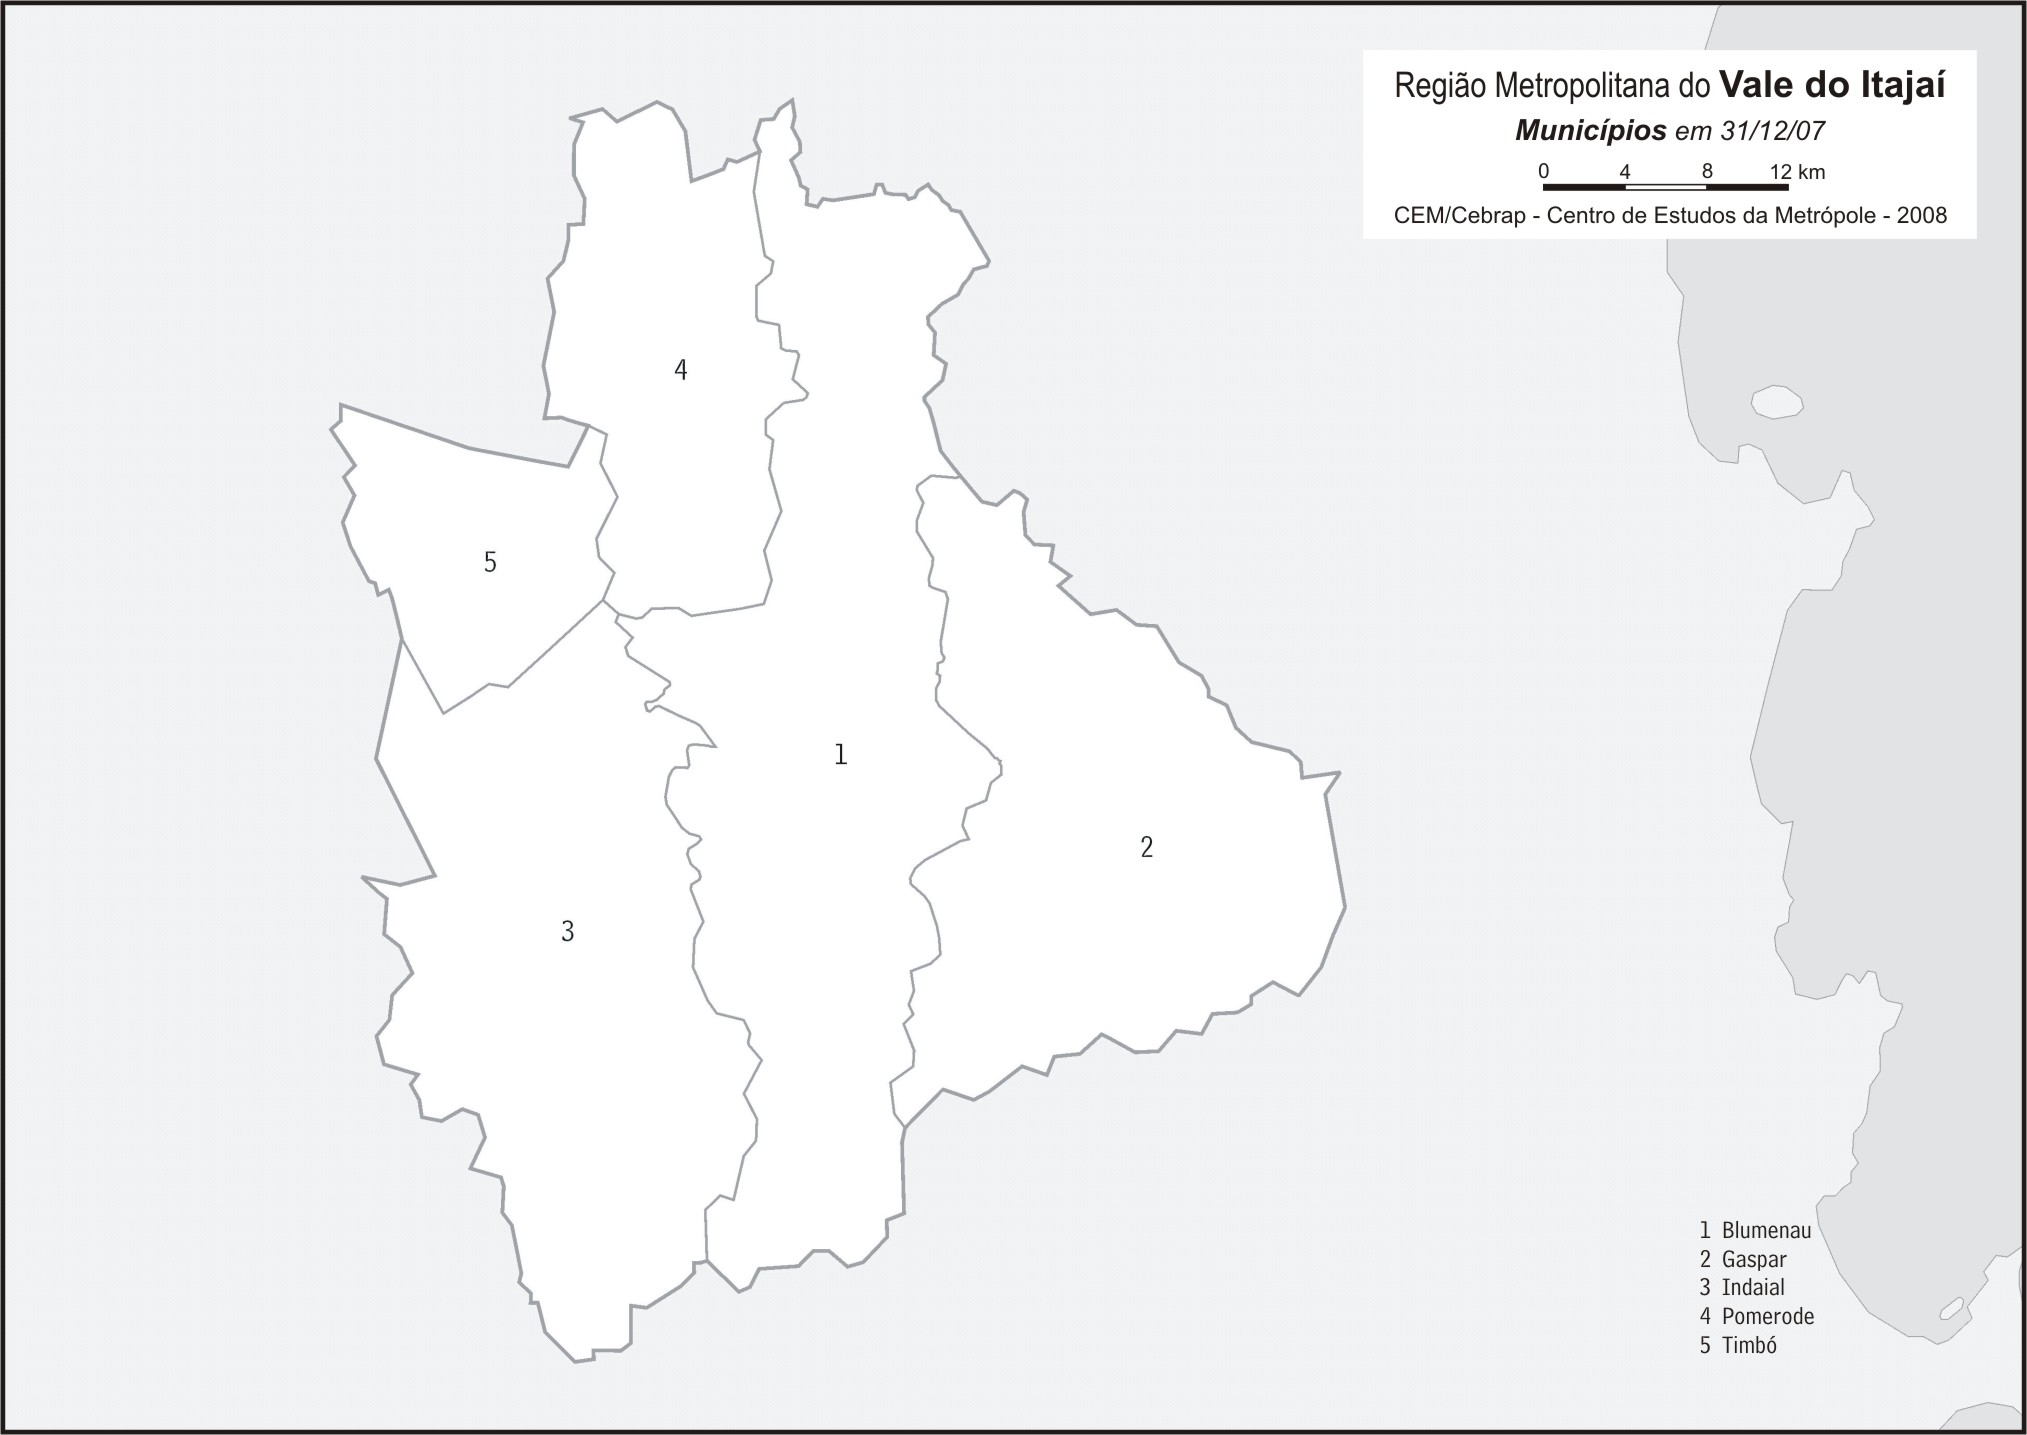 Região Metropolitana do Vale do Itajaí
Municípios em 31/12/07
0 4 8 12 km
CEM/Cebrap - Centro de Estudos da Metrópole - 2008
4
5
1
2
3
1 Blumenau
2 Gaspar
3 Indaial
4 Pomerode
5 Timbó